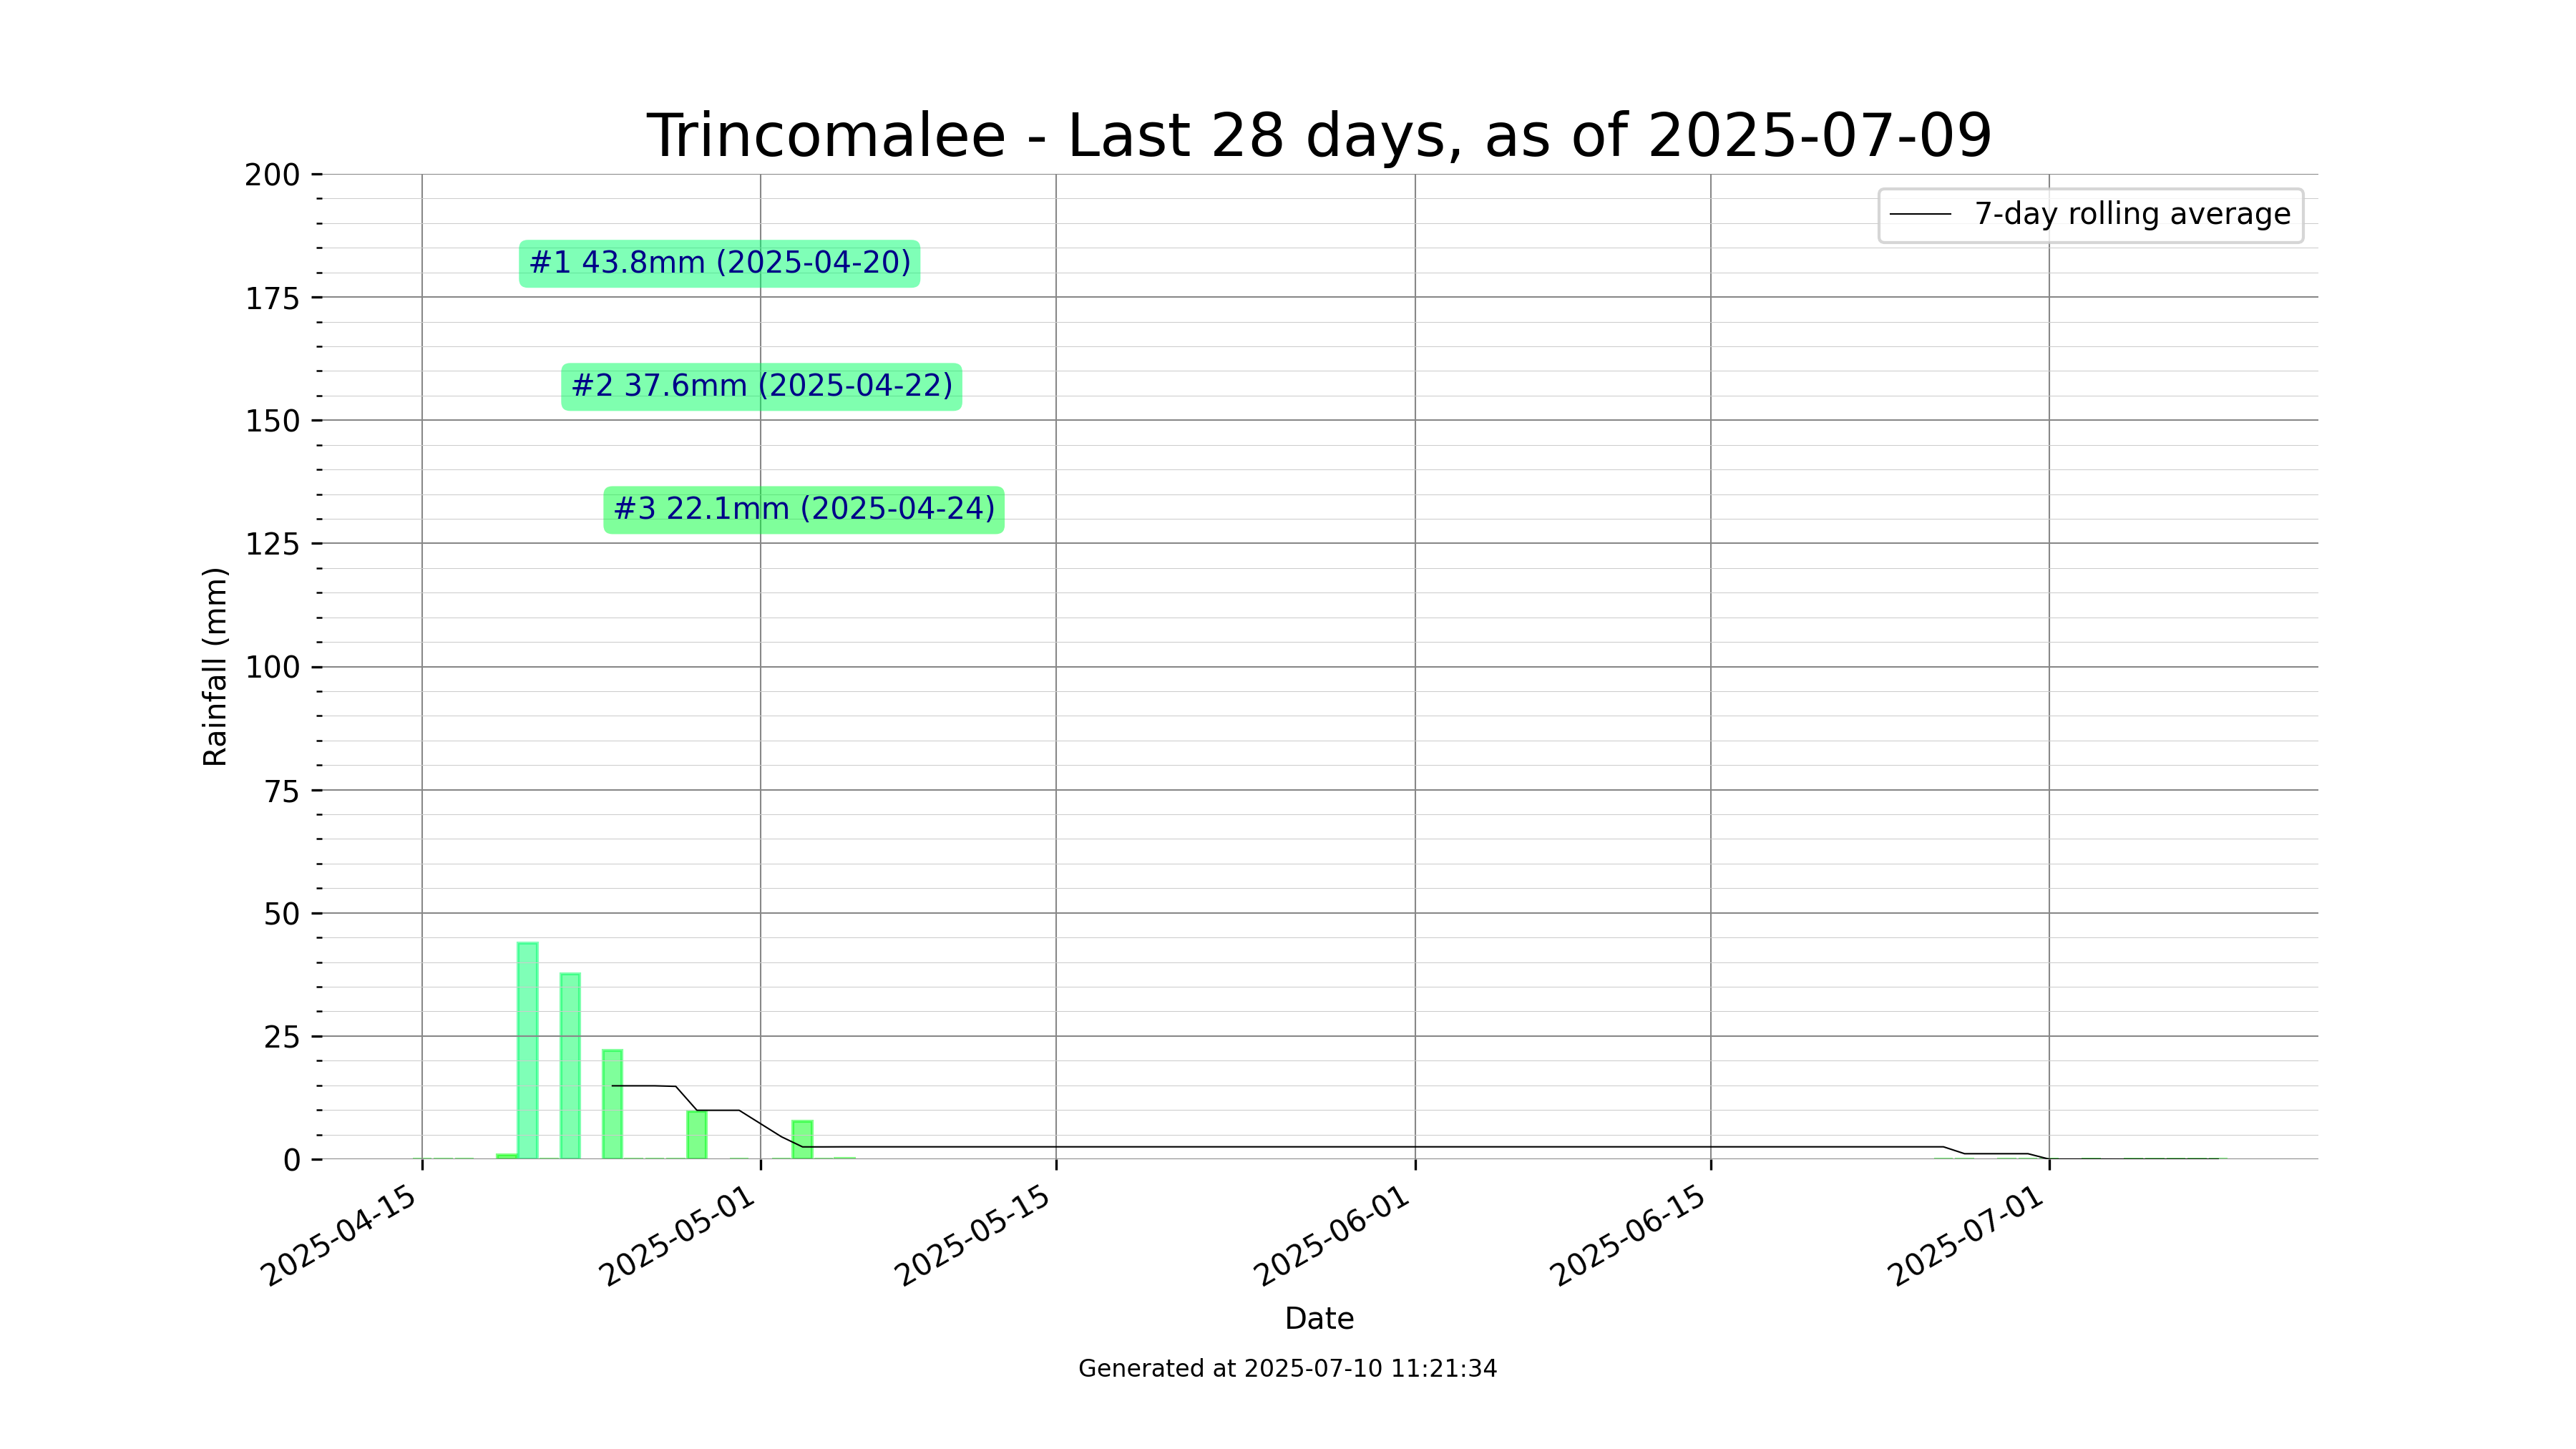 Trincomalee - Last 28 days, as of 2025-07-09
200
175
150
125
100
75
50
25
0
Rainfall (mm)
7-day rolling average
#1 43.8mm (2025-04-20)
#2 37.6mm (2025-04-22)
#3 22.1mm (2025-04-24)
2025-04-15
2025-05-01
2025-05-15
2025-06-01
2025-06-15
2025-07-01
Date
Generated at 2025-07-10 11:21:34